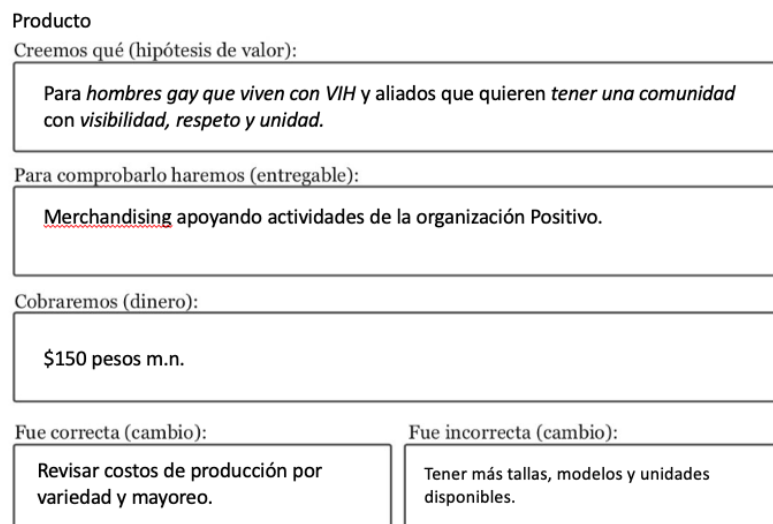 Producto
Creemos qué (hipótesis de valor):
Para hombres gay que viven con VIH y aliados que quieren tener una comunidad
con visibilidad, respeto y unidad.
Para comprobarlo haremos (entregable):
Merchandising apoyando actividades de la organización Positivo.
Cobraremos (dinero):
$150 pesos m.n.
Fue correcta (cambio):
Revisar costos de producción por
variedad y mayoreo.
Fue incorrecta (cambio):
Tener más tallas, modelos y unidades
disponibles.